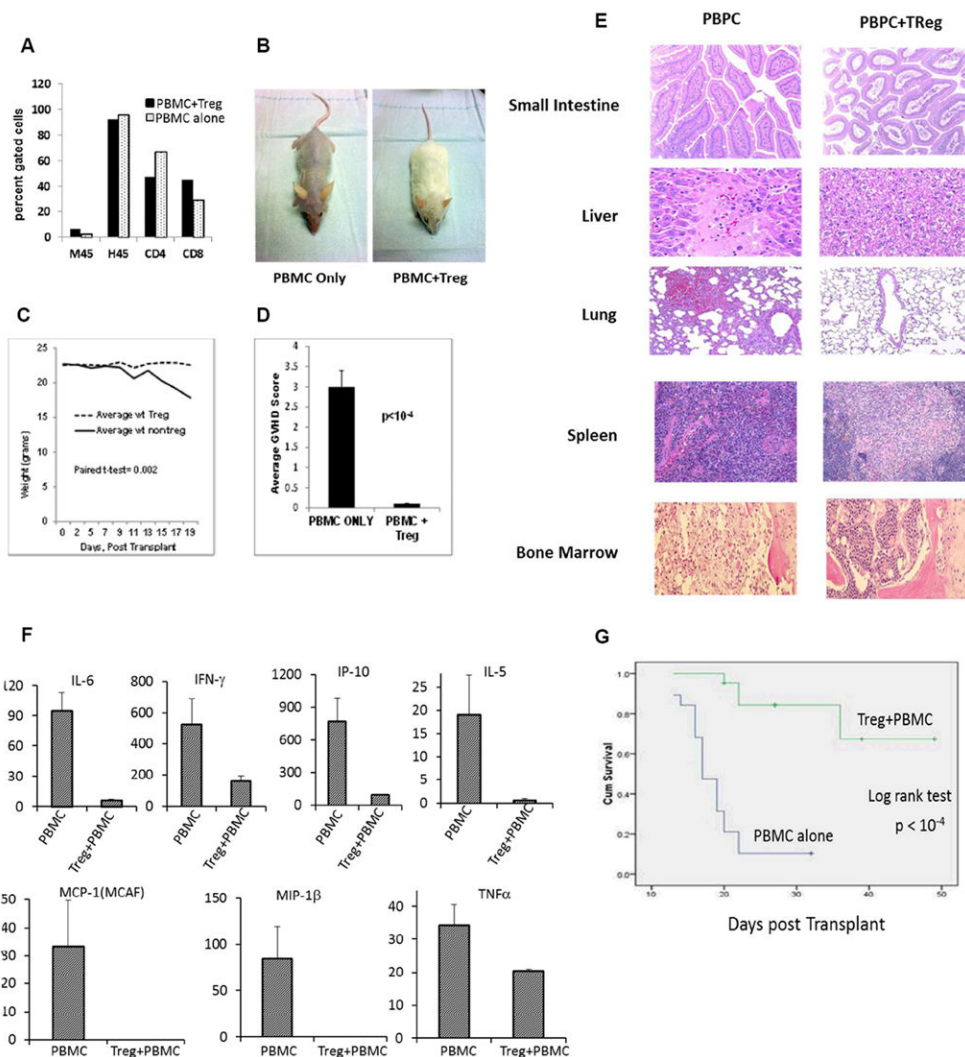 A
percent gated cells
120
100
80
60
40
20
0
PBMC+Treg
PBMC alone
M45 H45 CD4 CD8
B
PBMC Only PBMC+Treg
C
Weight (grams)
25
20
15
10
5
0
Average wt Treg
Average wt nontreg
Paired t-test= 0.002
0 2 5 7 9 11 13 15 17 19
Days, Post Transplant
D
Average GVHD Score
4
3.5
3
2.5
2
1.5
1
0.5
0
p<10-4
PBMC ONLY PBMC + Treg
E
PBPC PBPC+TReg
Small Intestine
Liver
Lung
Spleen
Bone Marrow
F
IL-6
90
60
30
0
PBMC
Treg+PBMC
IFN-γ
800
600
400
200
0
PBMC
Treg+PBMC
IP-10
1200
900
600
300
0
PBMC
Treg+PBMC
IL-5
25
20
15
10
5
0
PBMC
Treg+PBMC
MCP-1(MCAF)
50
40
30
20
10
0
PBMC Treg+PBMC
MIP-1β
150
100
50
0
PBMC Treg+PBMC
TNFα
40
20
0
PBMC Treg+PBMC
G
Cum Survival
1.0
0.8
0.6
0.4
0.2
0.0
Treg+PBMC
Log rank test
p < 10-4
PBMC alone
10 20 30 40 50
Days post Transplant